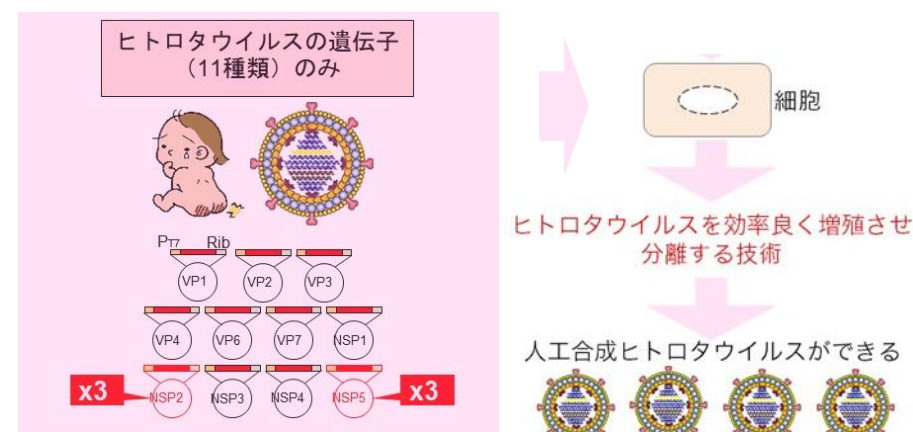 ヒトロタウイルスの遺伝子
(11種類)のみ
PT7 Rib
VP1 VP2 VP3
VP4 VP6 VP7 NSP1
x3 NSP2 NSP3 NSP4 NSP5 x3
細胞
ヒトロタウイルスを効率良く増殖させ
分離する技術
人工合成ヒトロタウイルスができる